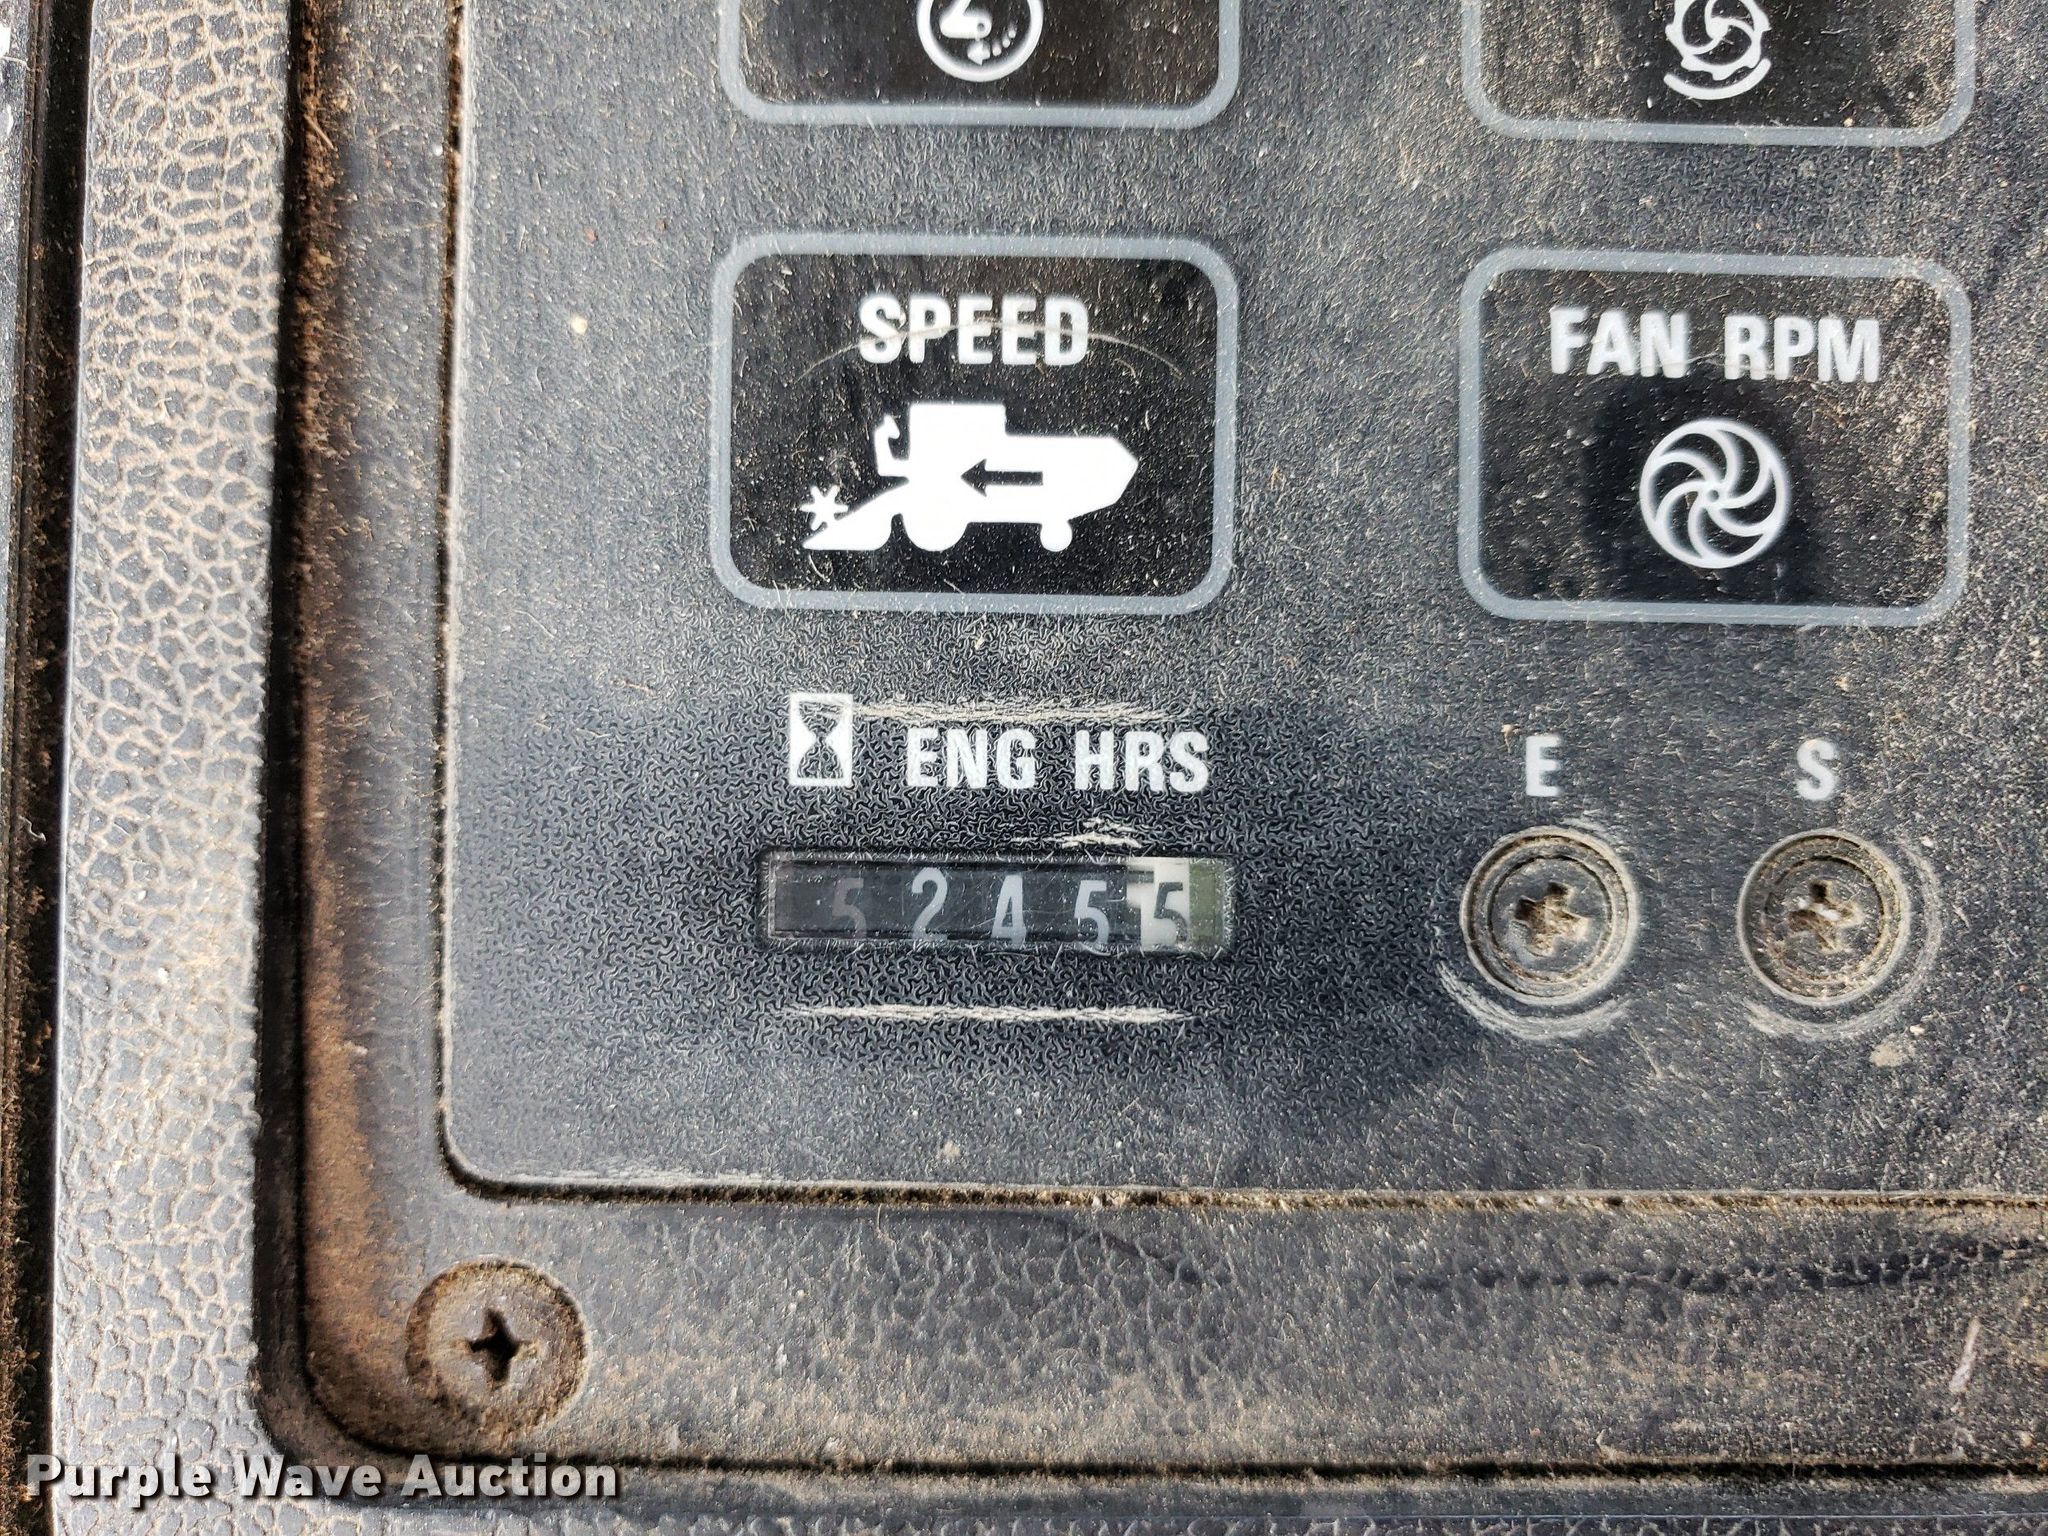 SPEED
FAN RPM
ENG HRS
E S
52455
Purple Wave Auction